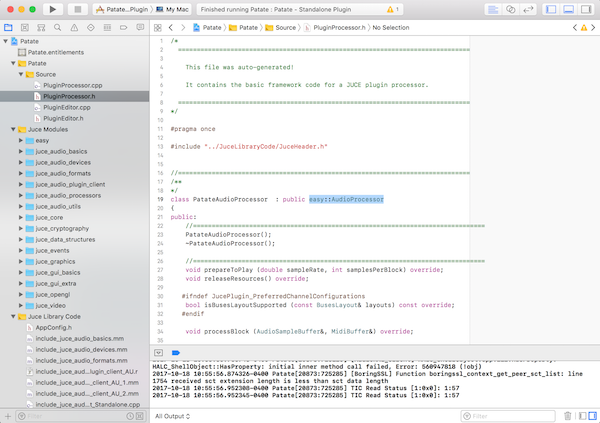 Patate...Plugin 〉 My Mac
Finished running Patate : Patate - Standalone Plugin
1
Patate 〉 Patate 〉 Source 〉 PluginProcessor.h 〉 No Selection
Patate
Patate.entitlements
Patate
Source
PluginProcessor.cpp
PluginProcessor.h
PluginEditor.cpp
PluginEditor.h
Juce Modules
easy
juce_audio_basics
juce_audio_devices
juce_audio_formats
juce_audio_plugin_client
juce_audio_processors
juce_audio_utils
juce_core
juce_cryptography
juce_data_structures
juce_events
juce_graphics
juce_gui_basics
juce_gui_extra
juce_opengl
juce_video
Juce Library Code
AppConfig.h
include_juce_audio_basics.mm
include_juce_audio_devices.mm
include_juce_audio_formats.mm
include_juce_aud...lugin_client_AU.r
include_juce_aud..._client_AU_1.mm
include_juce_aud..._client_AU_2.mm
include_juce_aud...t_Standalone.cpp
Filter
1 /*
2 ==============================================================================
3
4 This file was auto-generated!
5
6 It contains the basic framework code for a JUCE plugin processor.
7
8 ==============================================================================
9 */
10
11 #pragma once
12
13 #include "../JuceLibraryCode/JuceHeader.h"
14
15
16 //==============================================================================
17 /**
18 */
19 class PatateAudioProcessor : public easy::AudioProcessor
20 {
21 public:
22 //==============================================================================
23 PatateAudioProcessor();
24 ~PatateAudioProcessor();
25
26 //==============================================================================
27 void prepareToPlay (double sampleRate, int samplesPerBlock) override;
28 void releaseResources() override;
29
30 #ifndef JucePlugin_PreferredChannelConfigurations
31 bool isBusesLayoutSupported (const BusesLayout& layouts) const override;
32 #endif
33
34 void processBlock (AudioSampleBuffer&, MidiBuffer&) override;
HALC_ShellObject::HasProperty: initial inner method call failed, Error: 560947818 (!obj)
2017-10-18 10:55:56.874326-0400 Patate[20873:725285] [BoringSSL] Function boringssl_context_get_peer_sct_list: line
1754 received sct extension length is less than sct data length
2017-10-18 10:55:56.952308-0400 Patate[20873:725285] TIC Read Status [1:0x0]: 1:57
2017-10-18 10:55:56.952345-0400 Patate[20873:725285] TIC Read Status [1:0x0]: 1:57
All Output
Filter